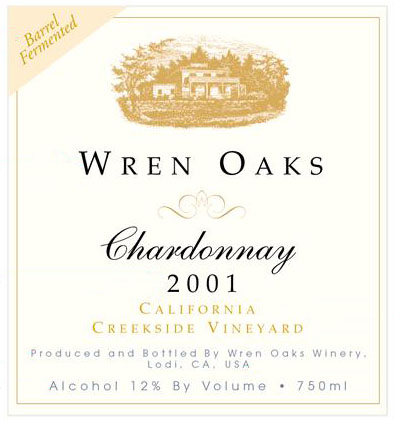 Barrel
Fermented
WREN OAKS
Chardonnay
2001
CALIFORNIA
CREEKSIDE VINEYARD
Produced and Bottled By Wren Oaks Winery,
Lodi, CA, USA
Alcohol 12% By Volume • 750ml